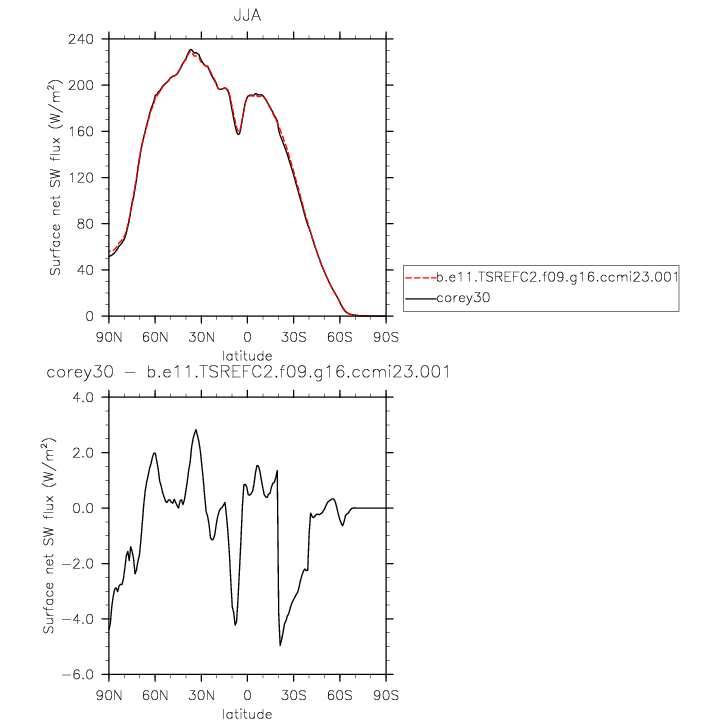 JJA
Surface net SW flux (W/m²)
240
200
160
120
80
40
0
90N 60N 30N 0 30S 60S 90S
latitude
b.e11.TSREFC2.f09.g16.ccmi23.001
corey30
corey30 − b.e11.TSREFC2.f09.g16.ccmi23.001
Surface net SW flux (W/m²)
4.0
2.0
0.0
−2.0
−4.0
−6.0
90N 60N 30N 0 30S 60S 90S
latitude